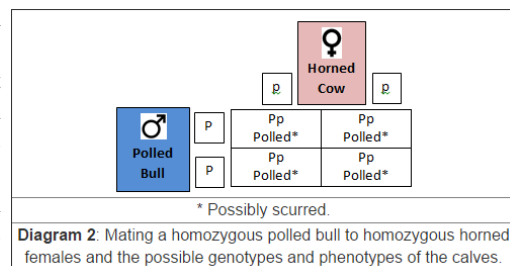 ♀
Horned
Cow
p
p
♂
Polled
Bull
P
Pp
Polled*
Pp
Polled*
P
Pp
Polled*
Pp
Polled*
* Possibly scurred.
Diagram 2: Mating a homozygous polled bull to homozygous horned
females and the possible genotypes and phenotypes of the calves.